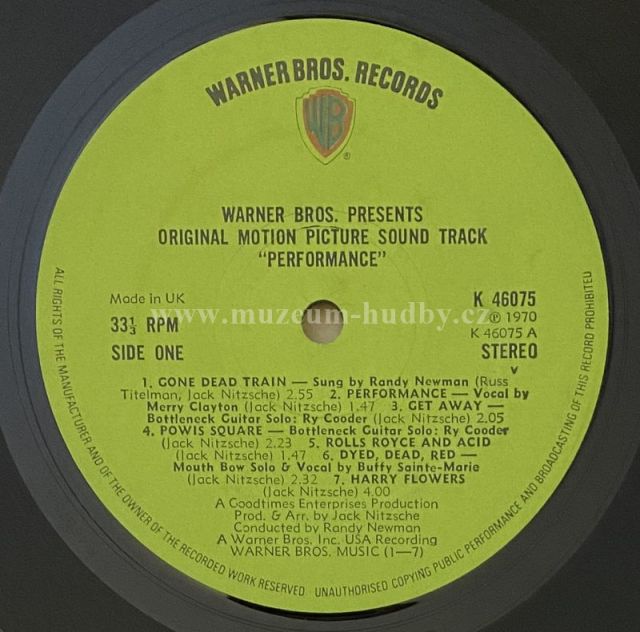 WARNER BROS. RECORDS
WB
®
WARNER BROS. PRESENTS
ORIGINAL MOTION PICTURE SOUND TRACK
"PERFORMANCE"
Made in UK
33⅓ RPM
SIDE ONE
K 46075
℗ 1970
K 46075 A
STEREO
V
www.muzeum-hudby.cz
1. GONE DEAD TRAIN — Sung by Randy Newman (Russ
Titelman, Jack Nitzsche) 2.55 2. PERFORMANCE — Vocal by
Merry Clayton (Jack Nitzsche) 1.47 3. GET AWAY —
Bottleneck Guitar Solo: Ry Cooder (Jack Nitzsche) 2.05
4. POWIS SQUARE — Bottleneck Guitar Solo: Ry Cooder
(Jack Nitzsche) 2.23 5. ROLLS ROYCE AND ACID
(Jack Nitzsche) 1.47 6. DYED, DEAD, RED —
Mouth Bow Solo & Vocal by Buffy Sainte-Marie
(Jack Nitzsche) 2.32 7. HARRY FLOWERS
(Jack Nitzsche) 4.00
A Goodtimes Enterprises Production
Prod. & Arr. by Jack Nitzsche
Conducted by Randy Newman
A Warner Bros. Inc. USA Recording
WARNER BROS. MUSIC (1—7)
ALL RIGHTS OF THE MANUFACTURER AND OF THE OWNER OF THE RECORDED WORK RESERVED UNAUTHORISED COPYING PUBLIC PERFORMANCE AND BROADCASTING OF THIS RECORD PROHIBITED